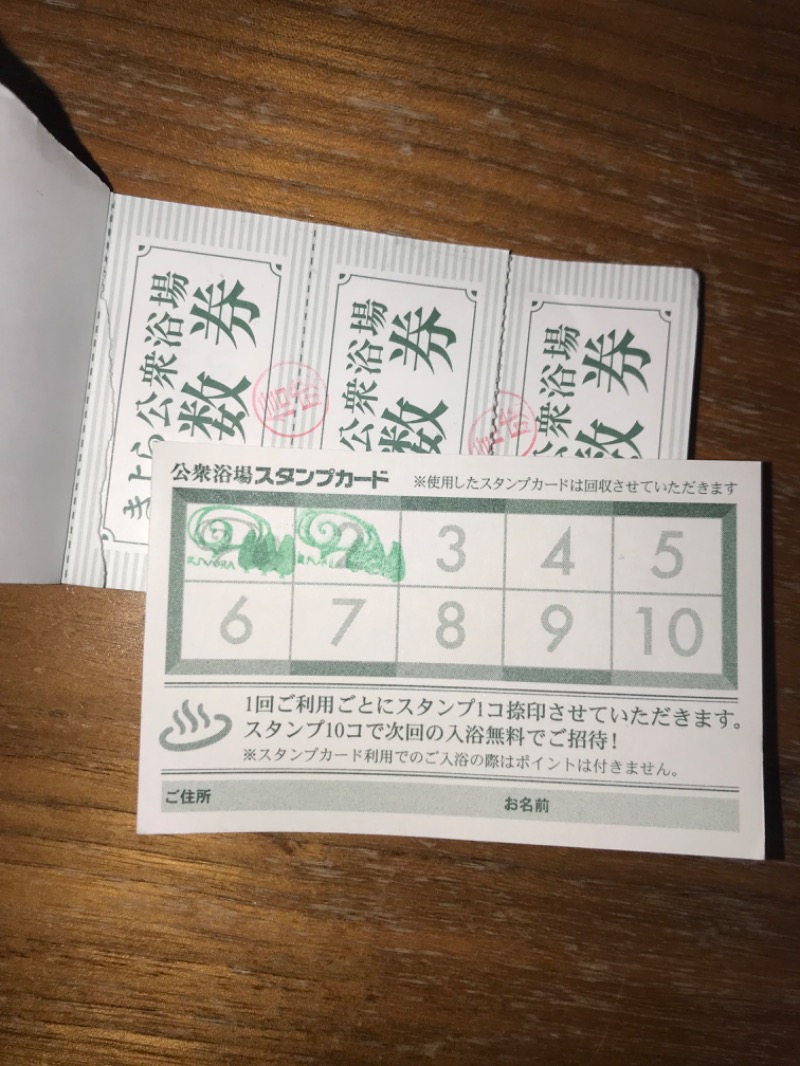 きよら公衆浴場
数券
公衆浴場
数券
公衆浴場
数券
公衆浴場スタンプカード ※使用したスタンプカードは回収させていただきます
KIYORA
2 3 4 5
6 7 8 9 10
1回ご利用ごとにスタンプ1コ捺印させていただきます。
スタンプ10コで次回の入浴無料でご招待!
※スタンプカード利用でのご入浴の際はポイントは付きません。
ご住所 お名前